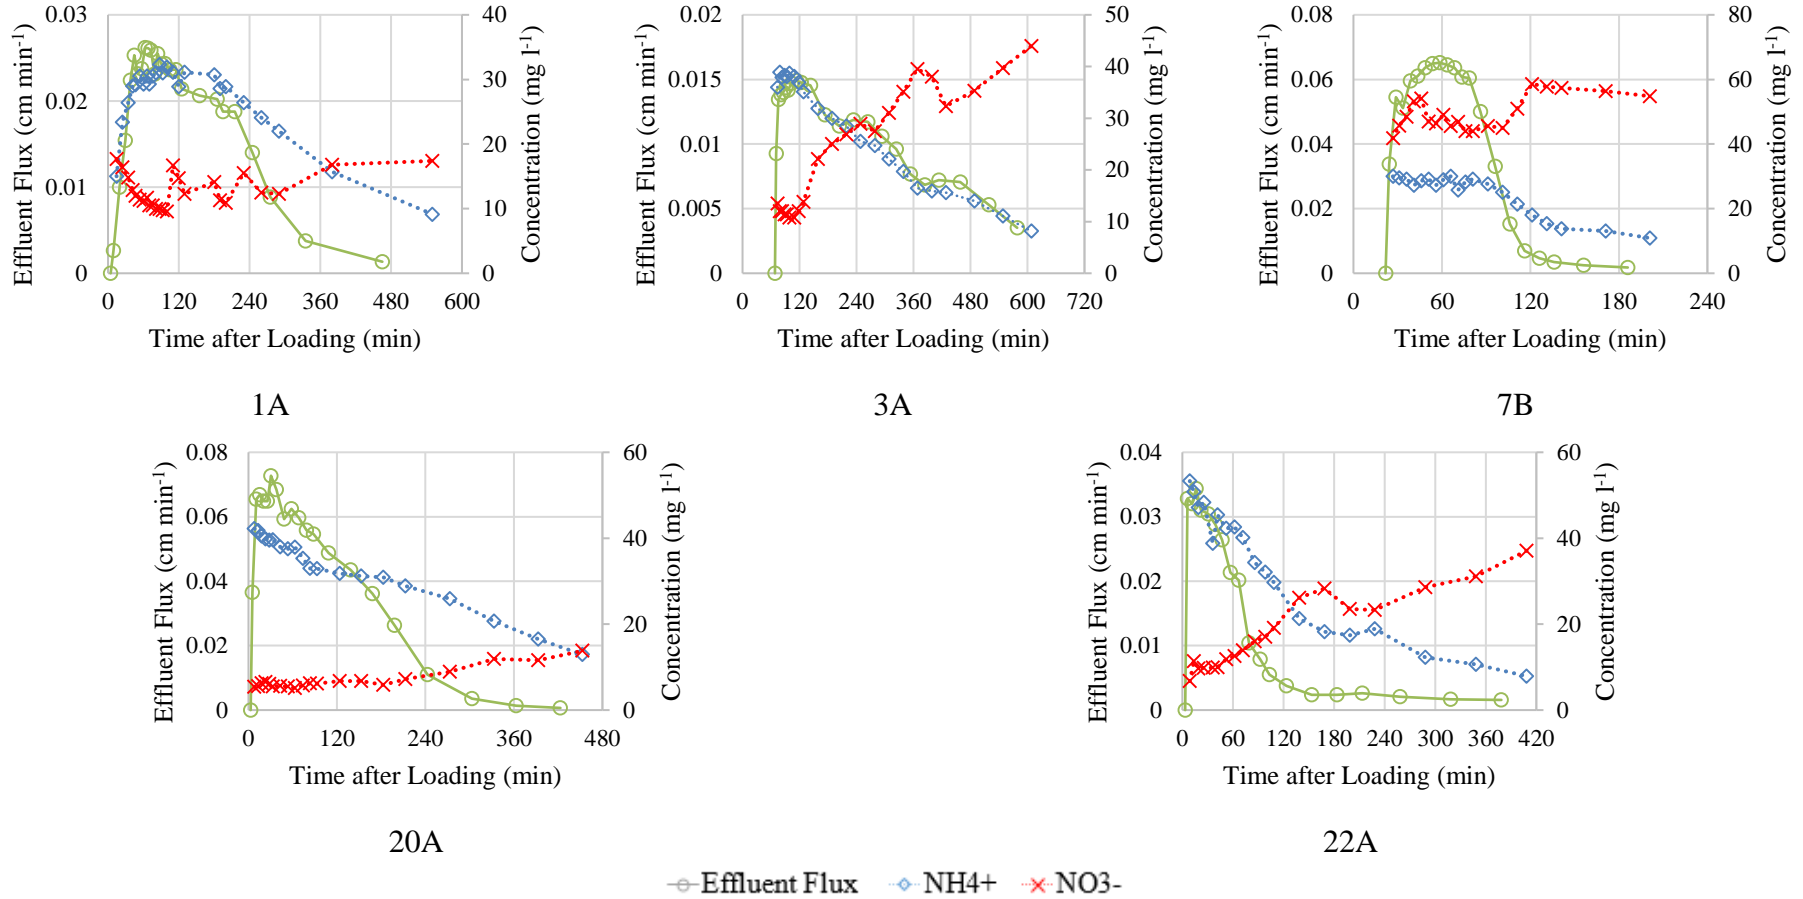 Effluent Flux (cm min⁻¹)
0.03
0.02
0.01
0
40
30
20
10
0
0 120 240 360 480 600
Concentration (mg l⁻¹)
Time after Loading (min)
1A
Effluent Flux (cm min⁻¹)
0.02
0.015
0.01
0.005
0
50
40
30
20
10
0
0 120 240 360 480 600 720
Concentration (mg l⁻¹)
Time after Loading (min)
3A
Effluent Flux (cm min⁻¹)
0.08
0.06
0.04
0.02
0
80
60
40
20
0
0 60 120 180 240
Concentration (mg l⁻¹)
Time after Loading (min)
7B
Effluent Flux (cm min⁻¹)
0.08
0.06
0.04
0.02
0
60
40
20
0
0 120 240 360 480
Concentration (mg l⁻¹)
Time after Loading (min)
20A
Effluent Flux (cm min⁻¹)
0.04
0.03
0.02
0.01
0
60
40
20
0
0 60 120 180 240 300 360 420
Concentration (mg l⁻¹)
Time after Loading (min)
22A
Effluent Flux NH4+ NO3-